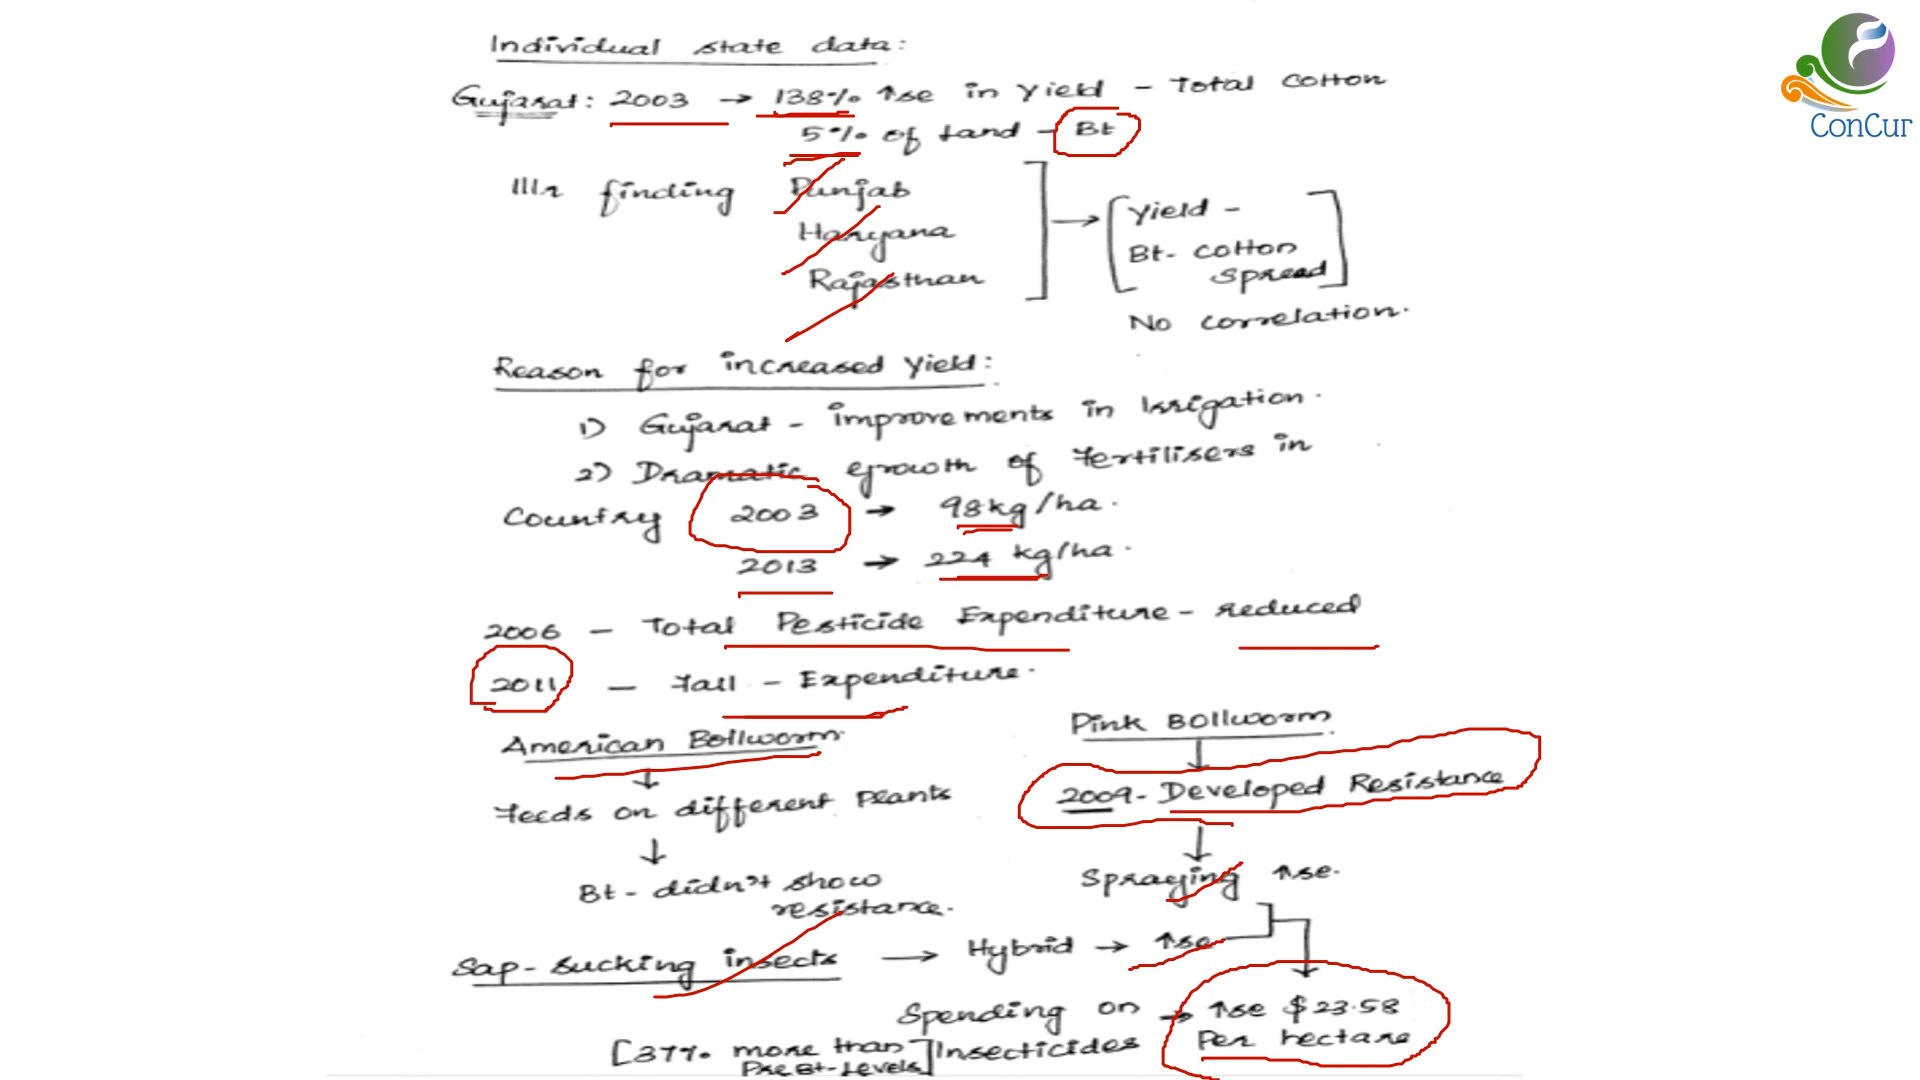 Individual state data:
Gujarat: 2003 → 138% ↑se in Yield - Total Cotton
5% of Land - Bt
IIIr finding Punjab
Haryana
Rajasthan
Yield -
Bt- Cotton
Spread
No correlation.
Reason for increased Yield:
1) Gujarat - improvements in Irrigation.
2) Dramatic growth of Fertilisers in
Country 2003 → 98kg/ha.
2013 → 224 kg/ha.
2006 - Total Pesticide Expenditure - reduced
2011 - Fall - Expenditure.
American Bollworm.
↓
Feeds on different Plants
↓
Bt - didn't show
resistance.
Pink Bollworm
↓
2009 - Developed Resistance
↓
Spraying ↑se.
Sap-Sucking insects → Hybrid → ↑se
Spending on → ↑se $23.58
[37% more than Insecticides Per hectare
Pre Bt-Levels]
ConCur